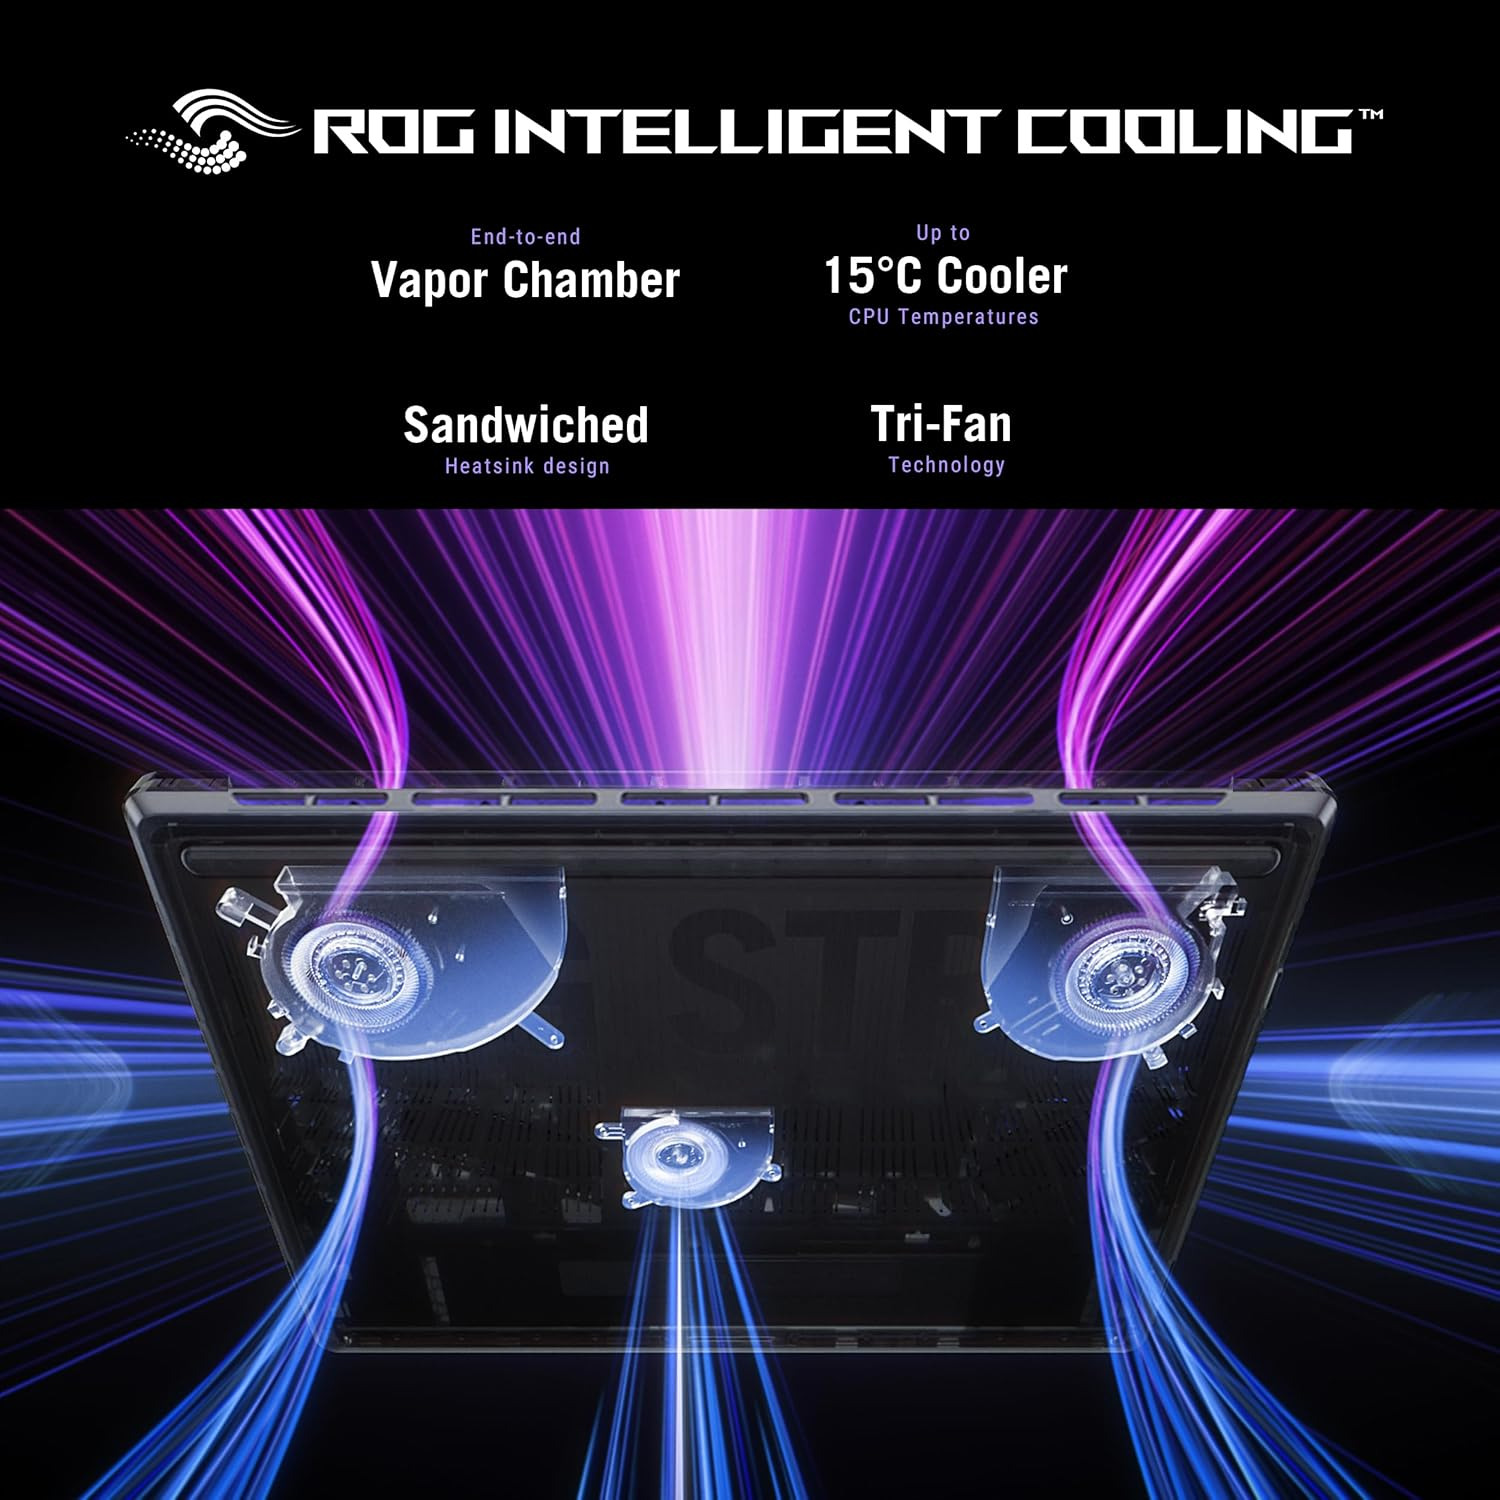 ROG INTELLIGENT COOLING™
End-to-end
Vapor Chamber
Up to
15°C Cooler
CPU Temperatures
Sandwiched
Heatsink design
Tri-Fan
Technology